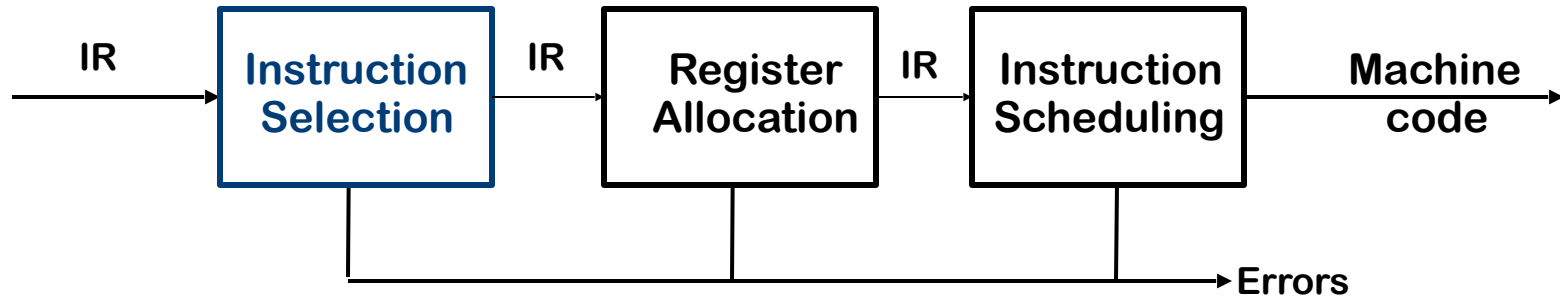 IR
Instruction
Selection
IR
Register
Allocation
IR
Instruction
Scheduling
Machine
code
Errors